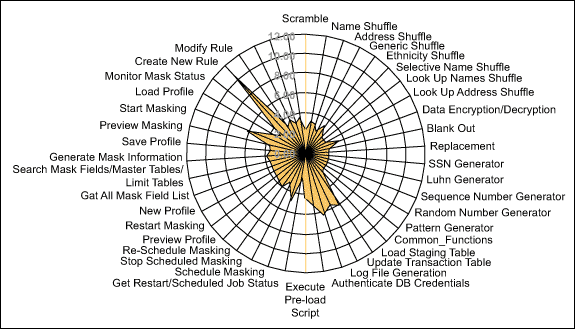 Scramble
Name Shuffle
Address Shuffle
Generic Shuffle
Ethnicity Shuffle
Selective Name Shuffle
Look Up Names Shuffle
Look Up Address Shuffle
Data Encryption/Decryption
Blank Out
Replacement
SSN Generator
Luhn Generator
Sequence Number Generator
Random Number Generator
Pattern Generator
Common_Functions
Load Staging Table
Update Transaction Table
Log File Generation
Authenticate DB Credentials
Execute
Pre-load
Script
Get Restart/Scheduled Job Status
Schedule Masking
Stop Scheduled Masking
Re-Schedule Masking
Preview Profile
Restart Masking
New Profile
Gat All Mask Field List
Search Mask Fields/Master Tables/
Limit Tables
Generate Mask Information
Save Profile
Preview Masking
Start Masking
Load Profile
Monitor Mask Status
Create New Rule
Modify Rule
12.00
10.00
8.00
6.00
4.00